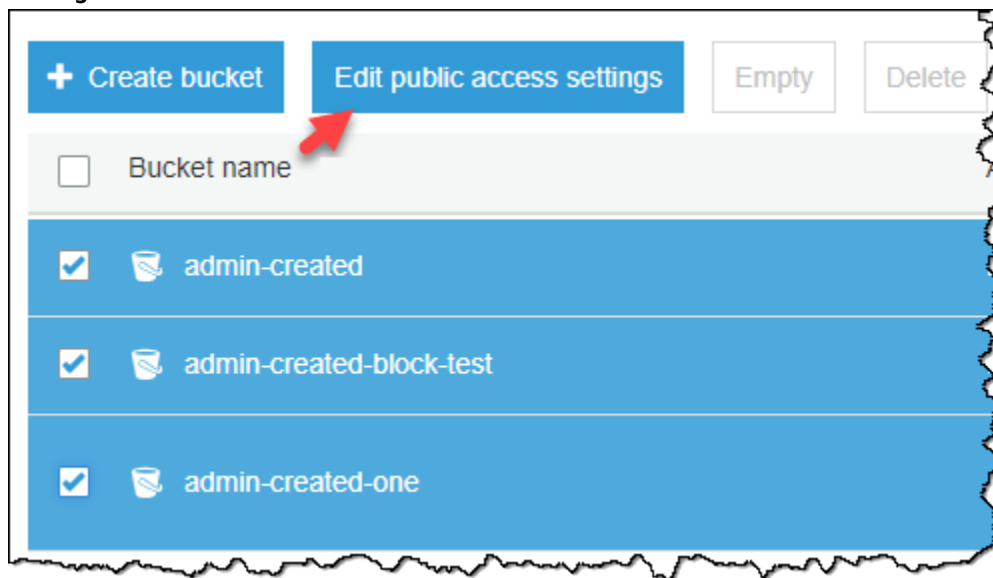 + Create bucket Edit public access settings Empty Delete
Bucket name
admin-created
admin-created-block-test
admin-created-one